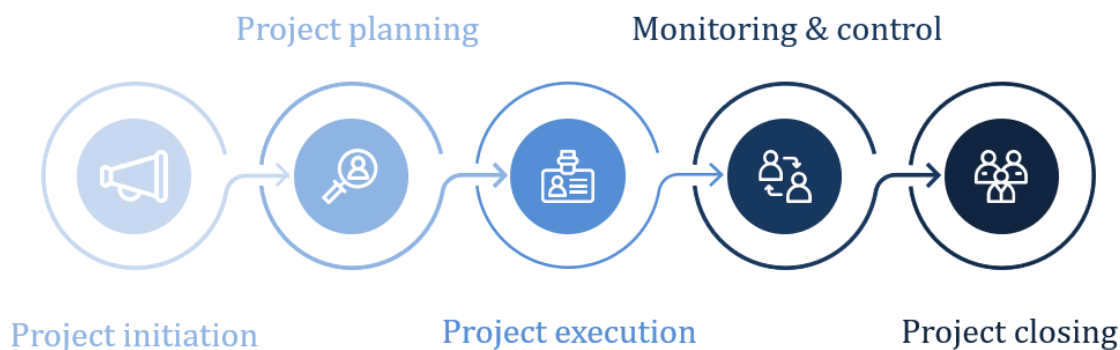 Project planning
Monitoring & control
Project initiation
Project execution
Project closing